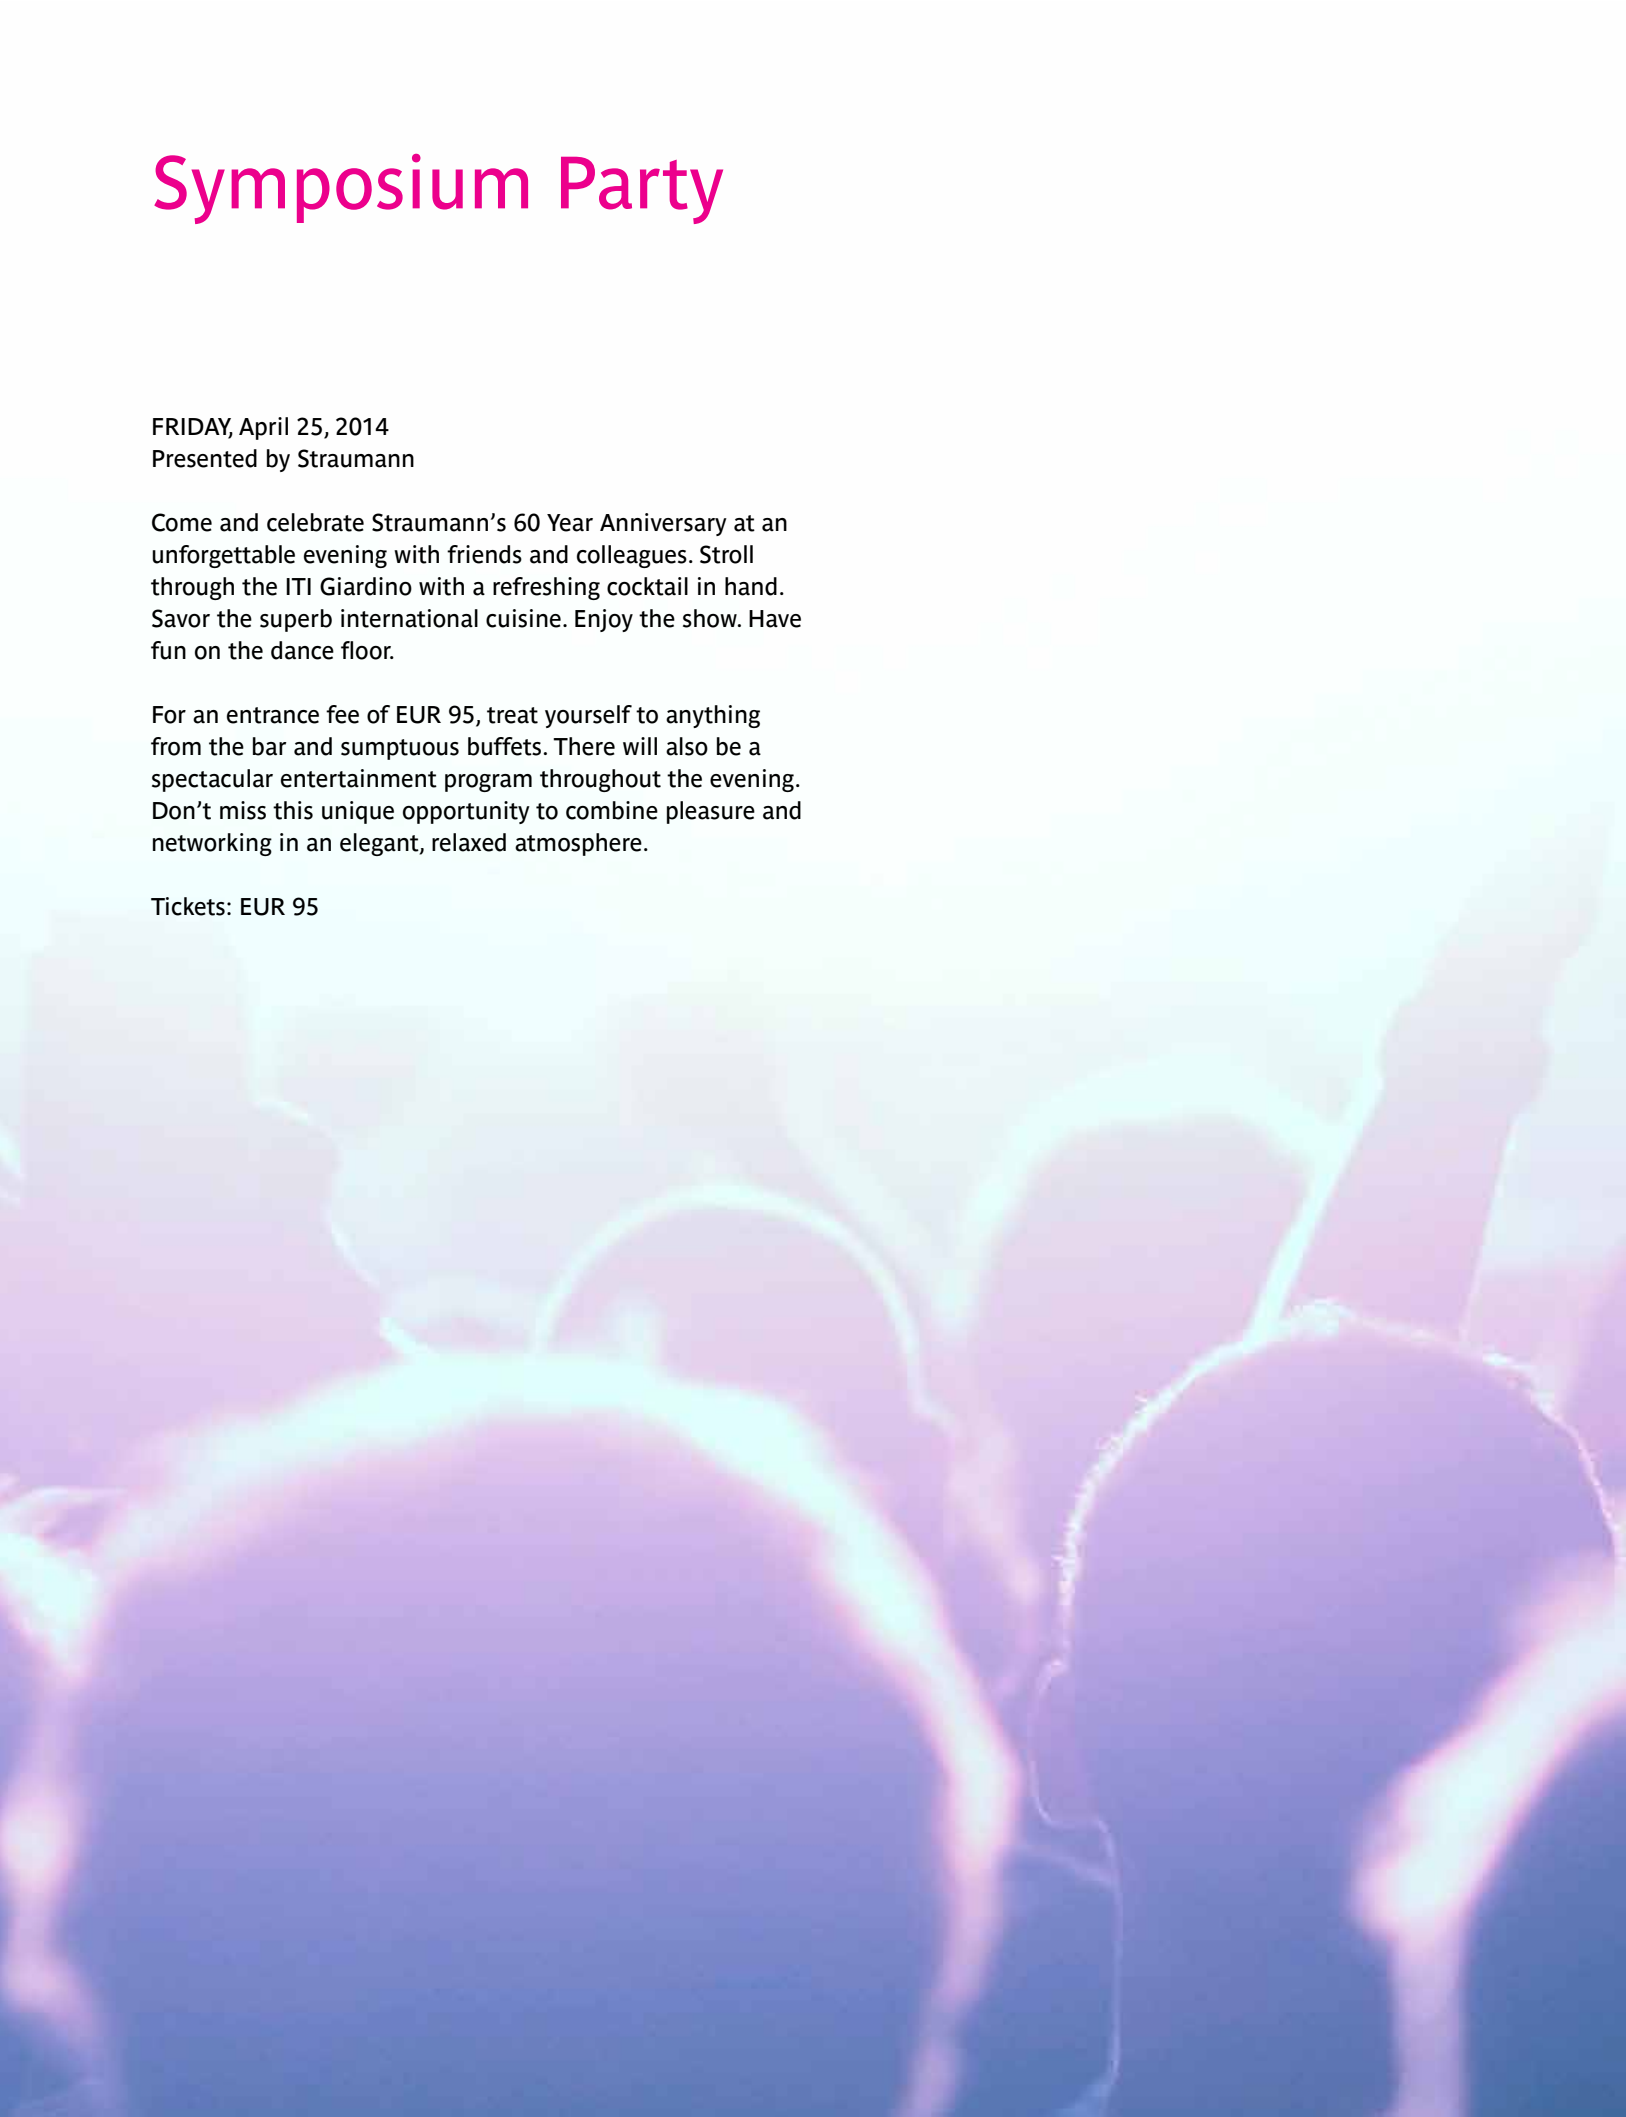 Symposium Party
FRIDAY, April 25, 2014
Presented by Straumann
Come and celebrate Straumann’s 60 Year Anniversary at an
unforgettable evening with friends and colleagues. Stroll
through the ITI Giardino with a refreshing cocktail in hand.
Savor the superb international cuisine. Enjoy the show. Have
fun on the dance floor.
For an entrance fee of EUR 95, treat yourself to anything
from the bar and sumptuous buffets. There will also be a
spectacular entertainment program throughout the evening.
Don’t miss this unique opportunity to combine pleasure and
networking in an elegant, relaxed atmosphere.
Tickets: EUR 95